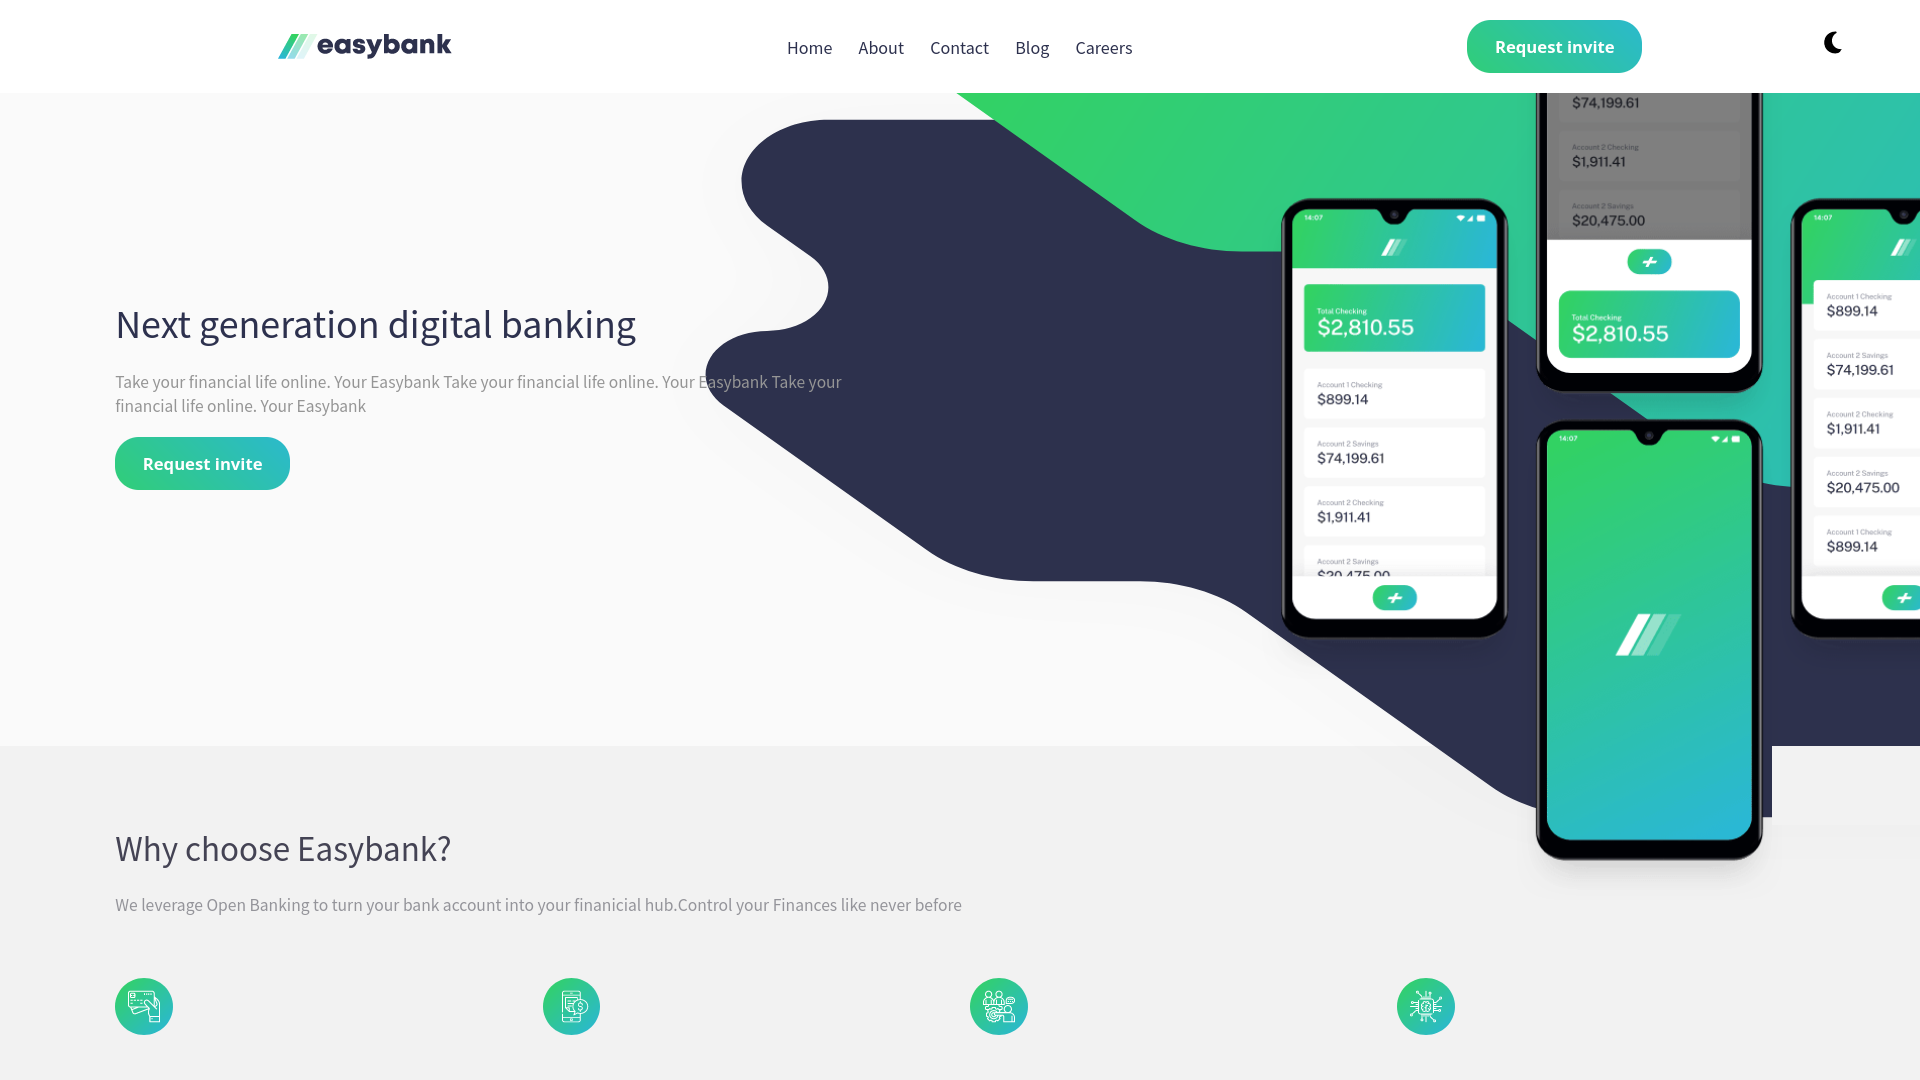 easybank
Home About Contact Blog Careers
Request invite
Next generation digital banking
Take your financial life online. Your Easybank Take your financial life online. Your Easybank Take your
financial life online. Your Easybank
Request invite
14:07
Total Checking
$2,810.55
Account 1 Checking
$899.14
Account 2 Savings
$74,199.61
Account 2 Checking
$1,911.41
Account 2 Savings
$20,475.00
$74,199.61
Account 2 Checking
$1,911.41
Account 2 Savings
$20,475.00
Total Checking
$2,810.55
14:07
14:07
Account 1 Checking
$899.14
Account 2 Savings
$74,199.61
Account 2 Checking
$1,911.41
Account 2 Savings
$20,475.00
Account 1 Checking
$899.14
Why choose Easybank?
We leverage Open Banking to turn your bank account into your finanicial hub.Control your Finances like never before